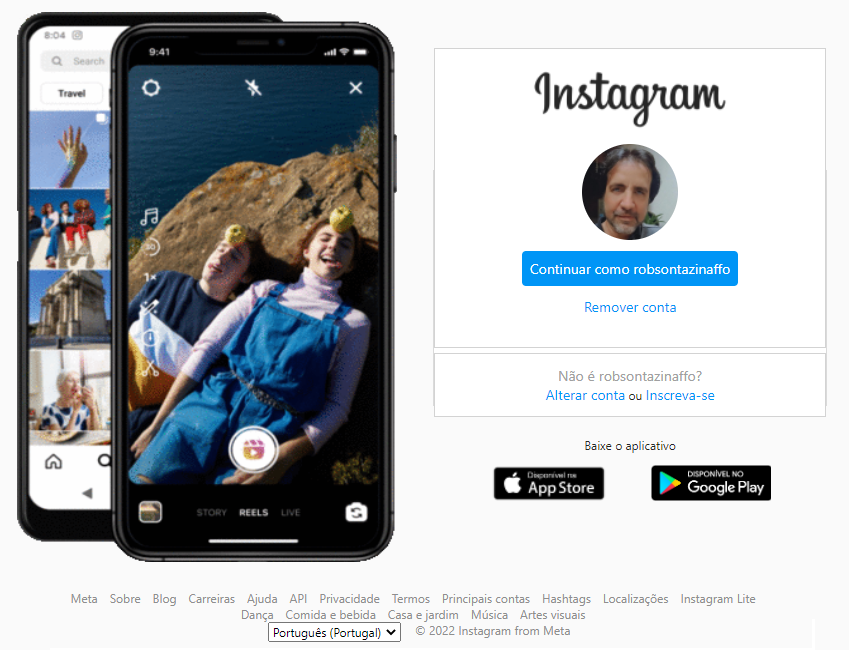 8:04
Search
Travel
9:41
30
1x
STORY REELS LIVE
Instagram
Continuar como robsontazinaffo
Remover conta
Não é robsontazinaffo?
Alterar conta ou Inscreva-se
Baixe o aplicativo
Disponível na
App Store
DISPONÍVEL NO
Google Play
Meta Sobre Blog Carreiras Ajuda API Privacidade Termos Principais contas Hashtags Localizações Instagram Lite
Dança Comida e bebida Casa e jardim Música Artes visuais
Português (Portugal) © 2022 Instagram from Meta